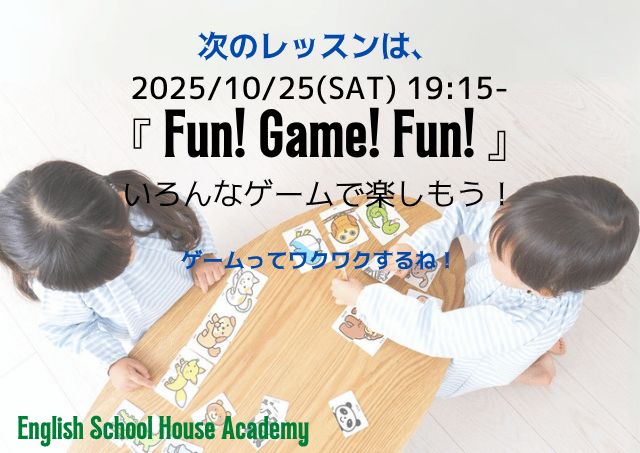 次のレッスンは、
2025/10/25(SAT) 19:15-
『 Fun! Game! Fun! 』
いろんなゲームで楽しもう！
ゲームってワクワクするね！
English School House Academy